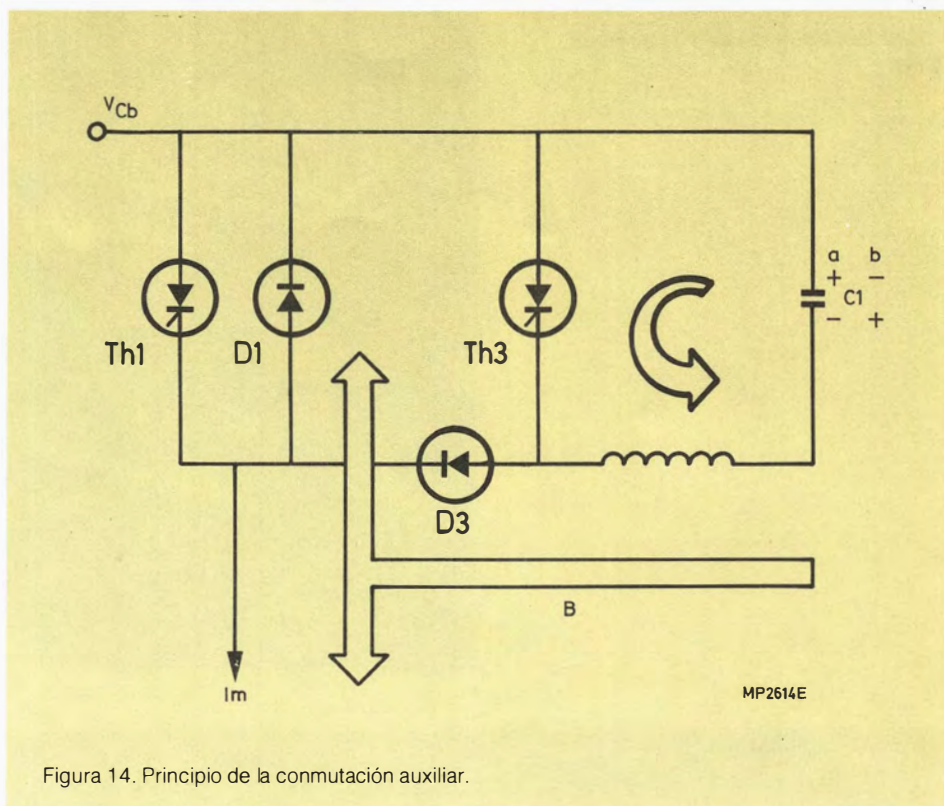 VCb
a b
+ −
C1
− +
Th1
D1
Th3
D3
B
Im
MP2614E
Figura 14. Principio de la conmutación auxiliar.